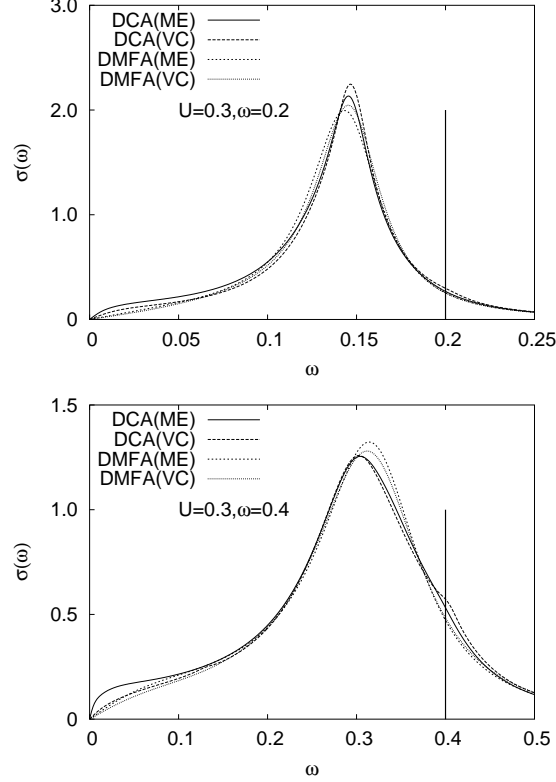 3.0
DCA(ME)
DCA(VC)
DMFA(ME)
DMFA(VC)
U=0.3,ω=0.2
2.0
σ(ω)
1.0
0
0 0.05 0.1 0.15 0.2 0.25
ω
1.5
DCA(ME)
DCA(VC)
DMFA(ME)
DMFA(VC)
U=0.3,ω=0.4
1.0
σ(ω)
0.5
0
0 0.1 0.2 0.3 0.4 0.5
ω